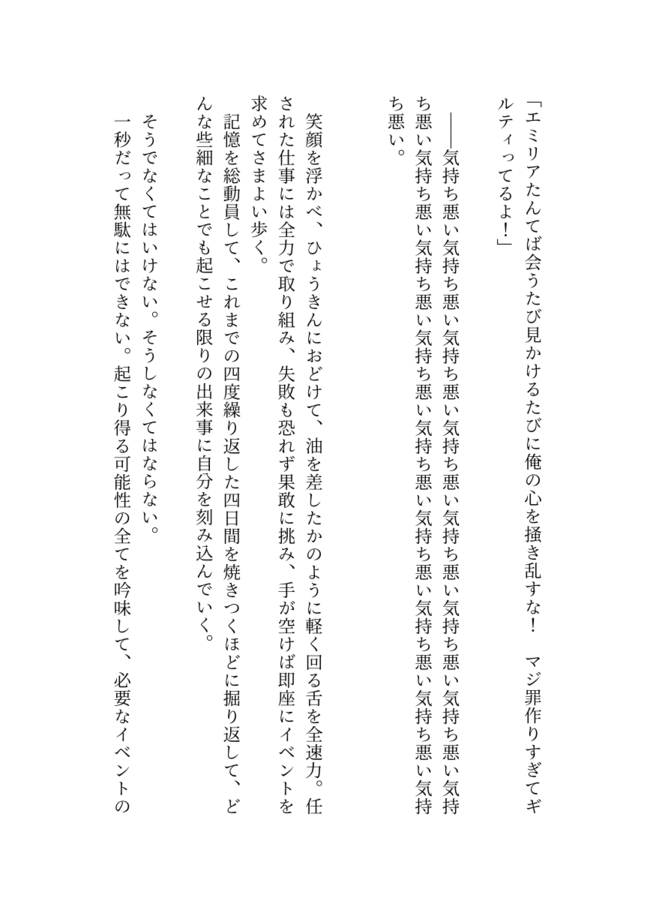 「エミリアたんてば会うたび見かけるたびに俺の心を掻き乱すな！　マジ罪作りすぎてギ
ルティってるよ！」
――気持ち悪い気持ち悪い気持ち悪い気持ち悪い気持ち悪い気持ち悪い気持ち悪い気持
ち悪い気持ち悪い気持ち悪い気持ち悪い気持ち悪い気持ち悪い気持ち悪い気持ち悪い気持
ち悪い。
笑顔を浮かべ、ひょうきんにおどけて、油を差したかのように軽く回る舌を全速力。任
された仕事には全力で取り組み、失敗も恐れず果敢に挑み、手が空けば即座にイベントを
求めてさまよい歩く。
記憶を総動員して、これまでの四度繰り返した四日間を焼きつくほどに掘り返して、ど
んな些細なことでも起こせる限りの出来事に自分を刻み込んでいく。
そうでなくてはいけない。そうしなくてはならない。
一秒だって無駄にはできない。起こり得る可能性の全てを吟味して、必要なイベントの